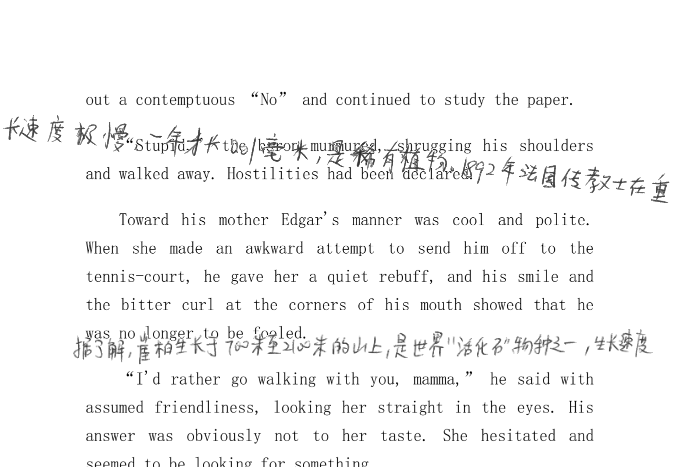 out a contemptuous “No” and continued to study the paper.
长速度极慢,一年才长0.01毫米,是稀有植物。1892年法国传教士在重
“Stupid,” the baron murmured, shrugging his shoulders
and walked away. Hostilities had been declared.
Toward his mother Edgar's manner was cool and polite.
When she made an awkward attempt to send him off to the
tennis-court, he gave her a quiet rebuff, and his smile and
the bitter curl at the corners of his mouth showed that he
was no longer to be fooled.
据了解,崖柏生长于700米至2100米的山上,是世界“活化石”物种之一,生长速度
“I'd rather go walking with you, mamma,” he said with
assumed friendliness, looking her straight in the eyes. His
answer was obviously not to her taste. She hesitated and
seemed to be looking for something.